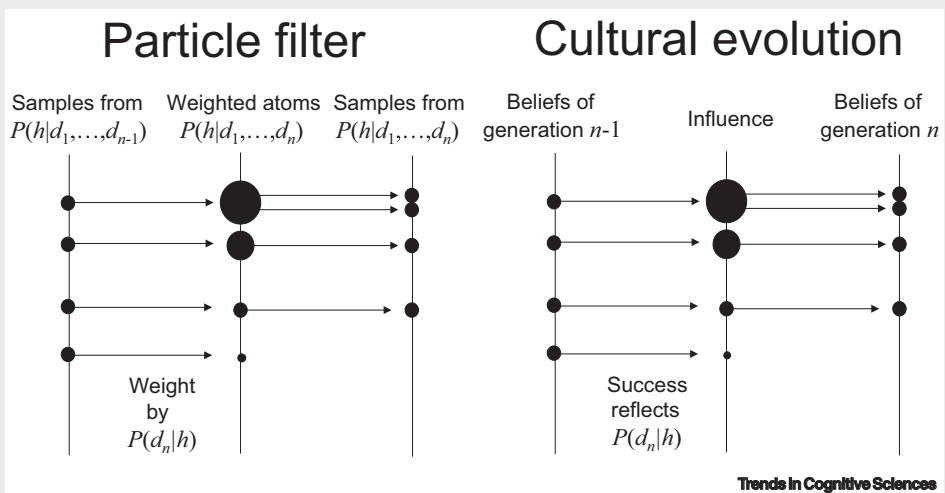 Particle filter
Cultural evolution
Samples from
P(h|d₁,…,dₙ₋₁)
Weighted atoms
P(h|d₁,…,dₙ)
Samples from
P(h|d₁,…,dₙ)
Beliefs of
generation n-1
Influence
Beliefs of
generation n
Weight
by
P(dₙ|h)
Success
reflects
P(dₙ|h)
Trends in Cognitive Sciences